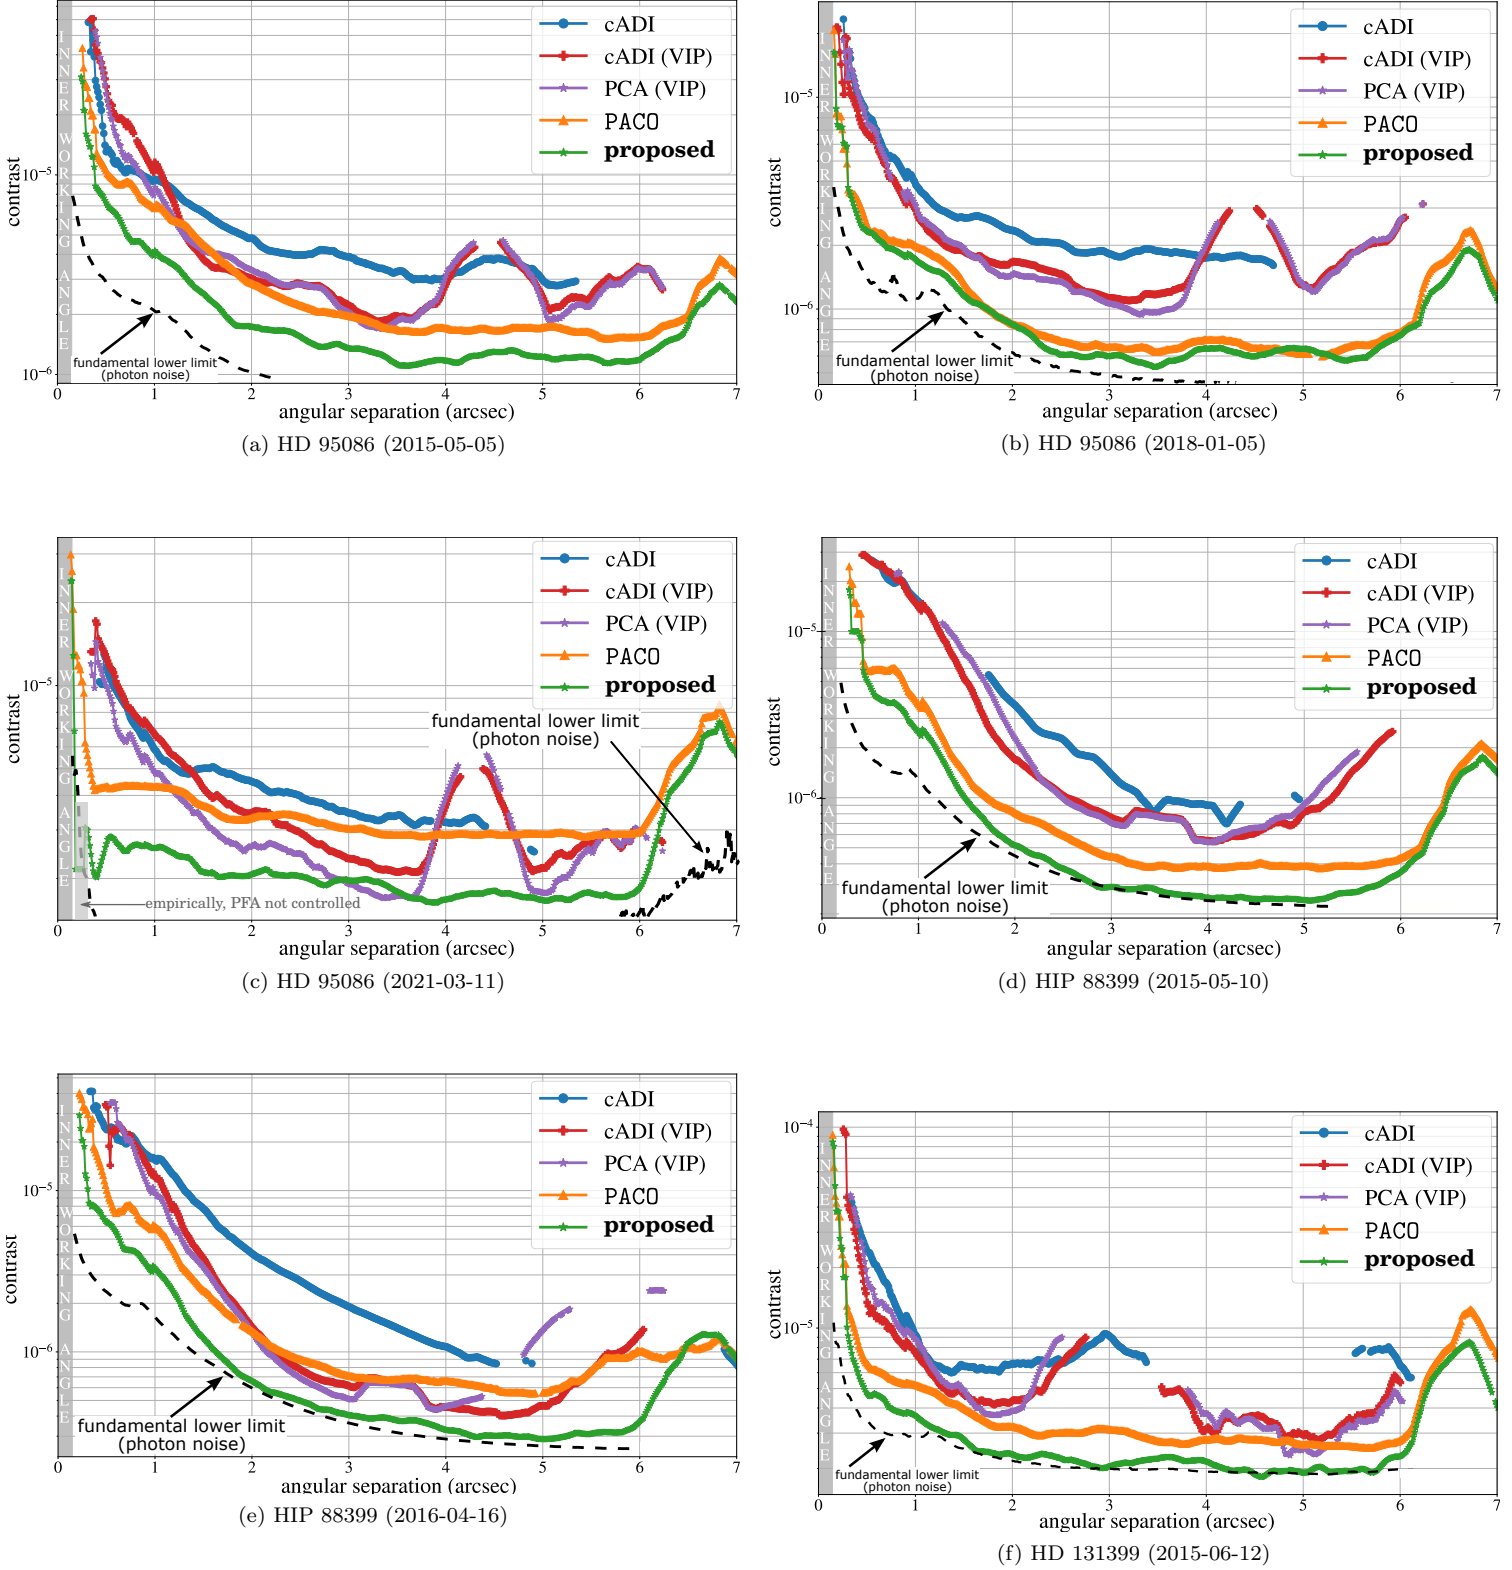 cADI
cADI (VIP)
PCA (VIP)
PACO
proposed
INNER WORKING ANGLE
contrast
10⁻⁵
10⁻⁶
fundamental lower limit
(photon noise)
0 1 2 3 4 5 6 7
angular separation (arcsec)
(a) HD 95086 (2015-05-05)
cADI
cADI (VIP)
PCA (VIP)
PACO
proposed
INNER WORKING ANGLE
contrast
10⁻⁵
10⁻⁶
fundamental lower limit
(photon noise)
0 1 2 3 4 5 6 7
angular separation (arcsec)
(b) HD 95086 (2018-01-05)
cADI
cADI (VIP)
PCA (VIP)
PACO
proposed
INNER WORKING ANGLE
contrast
10⁻⁵
fundamental lower limit
(photon noise)
empirically, PFA not controlled
0 1 2 3 4 5 6 7
angular separation (arcsec)
(c) HD 95086 (2021-03-11)
cADI
cADI (VIP)
PCA (VIP)
PACO
proposed
INNER WORKING ANGLE
contrast
10⁻⁵
10⁻⁶
fundamental lower limit
(photon noise)
0 1 2 3 4 5 6 7
angular separation (arcsec)
(d) HIP 88399 (2015-05-10)
cADI
cADI (VIP)
PCA (VIP)
PACO
proposed
INNER WORKING ANGLE
contrast
10⁻⁵
10⁻⁶
fundamental lower limit
(photon noise)
0 1 2 3 4 5 6 7
angular separation (arcsec)
(e) HIP 88399 (2016-04-16)
cADI
cADI (VIP)
PCA (VIP)
PACO
proposed
INNER WORKING ANGLE
contrast
10⁻⁴
10⁻⁵
fundamental lower limit
(photon noise)
0 1 2 3 4 5 6 7
angular separation (arcsec)
(f) HD 131399 (2015-06-12)